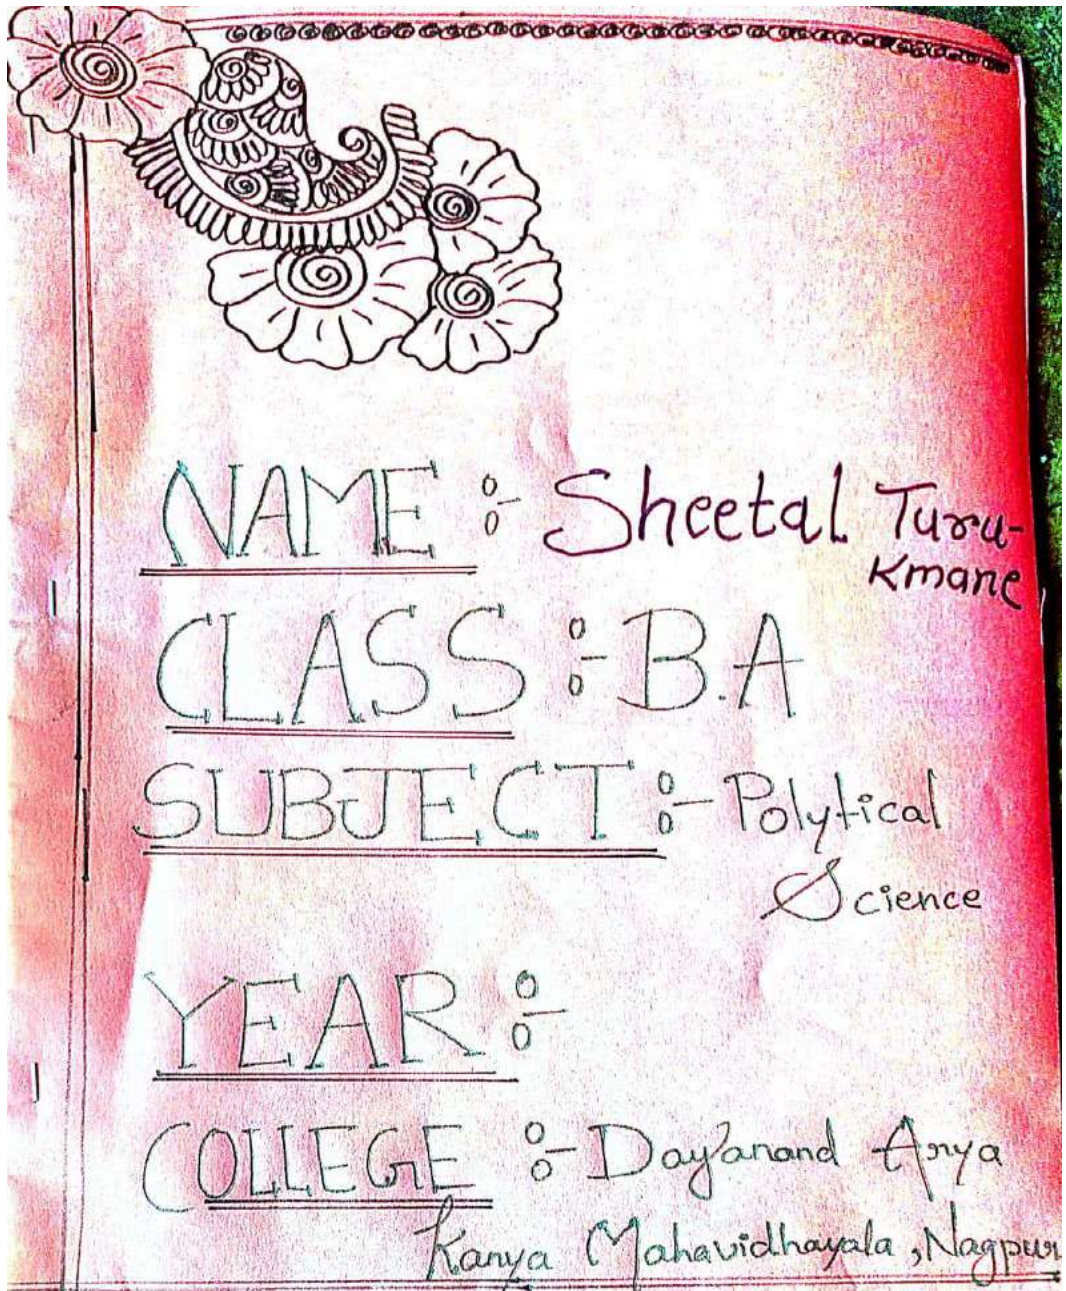 NAME :- Sheetal Turu-
kmane
CLASS :- B.A
SUBJECT :- Polytical
Science
YEAR :-
COLLEGE :- Dayanand Arya
Kanya Mahavidhayala, Nagpur